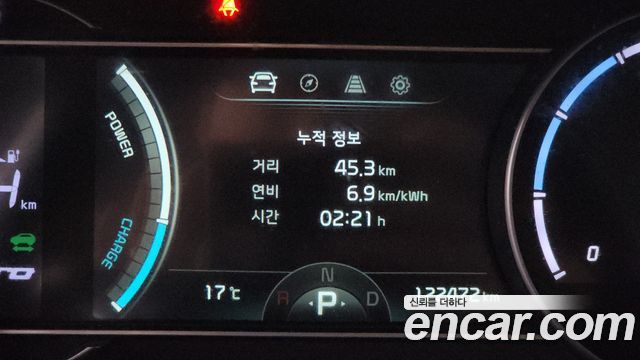 누적 정보
거리 45.3 km
연비 6.9 km/kWh
시간 02:21 h
POWER
CHARGE
km
17℃
N
R P D
km
0
신뢰를 더하다
encar.com